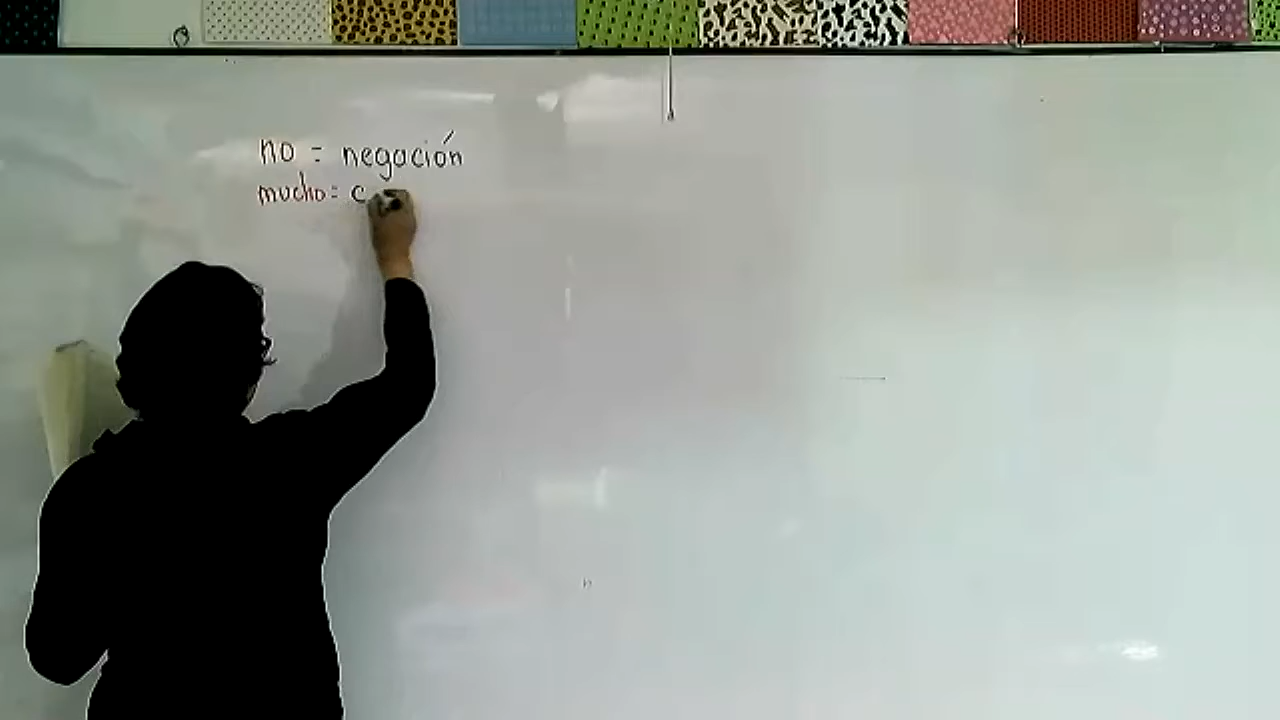 no = negación
mucho = c